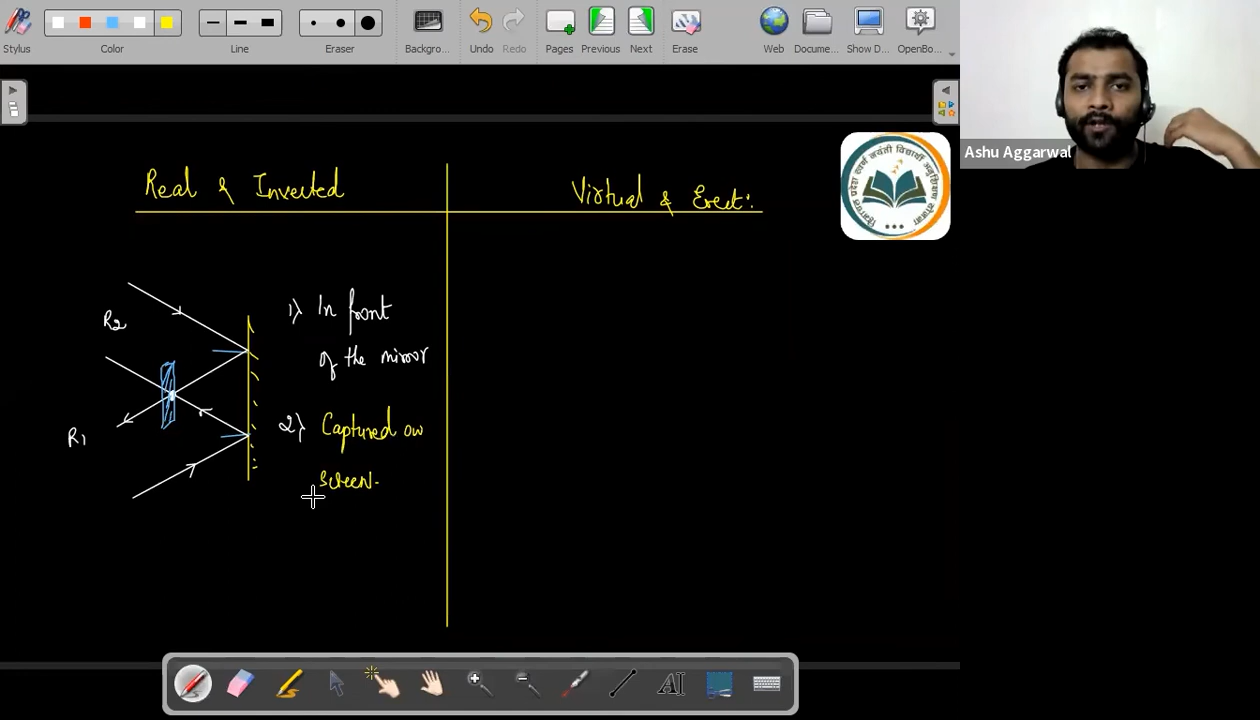 Stylus
Color
Line
Eraser
Backgro...
Undo
Redo
Pages
Previous
Next
Erase
Web
Docume...
Show D...
OpenBo...
Ashu Aggarwal
Real & Inverted
Virtual & Erect:
R2
R1
1) In front
of the mirror
2) Captured on
screen.